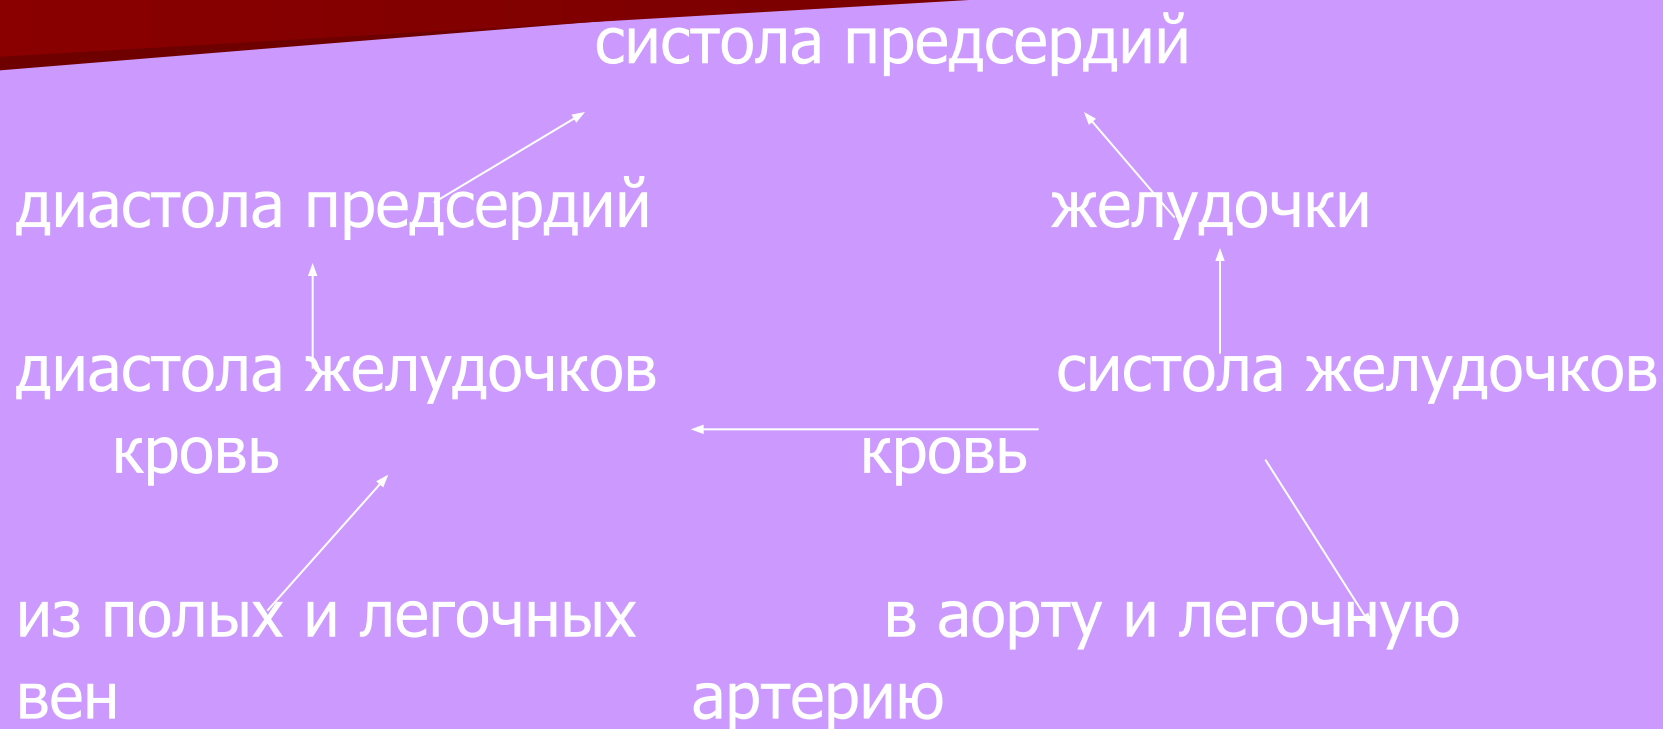 систола предсердий
диастола предсердий желудочки
диастола желудочков систола желудочков
кровь кровь
из полых и легочных в аорту и легочную
вен артерию